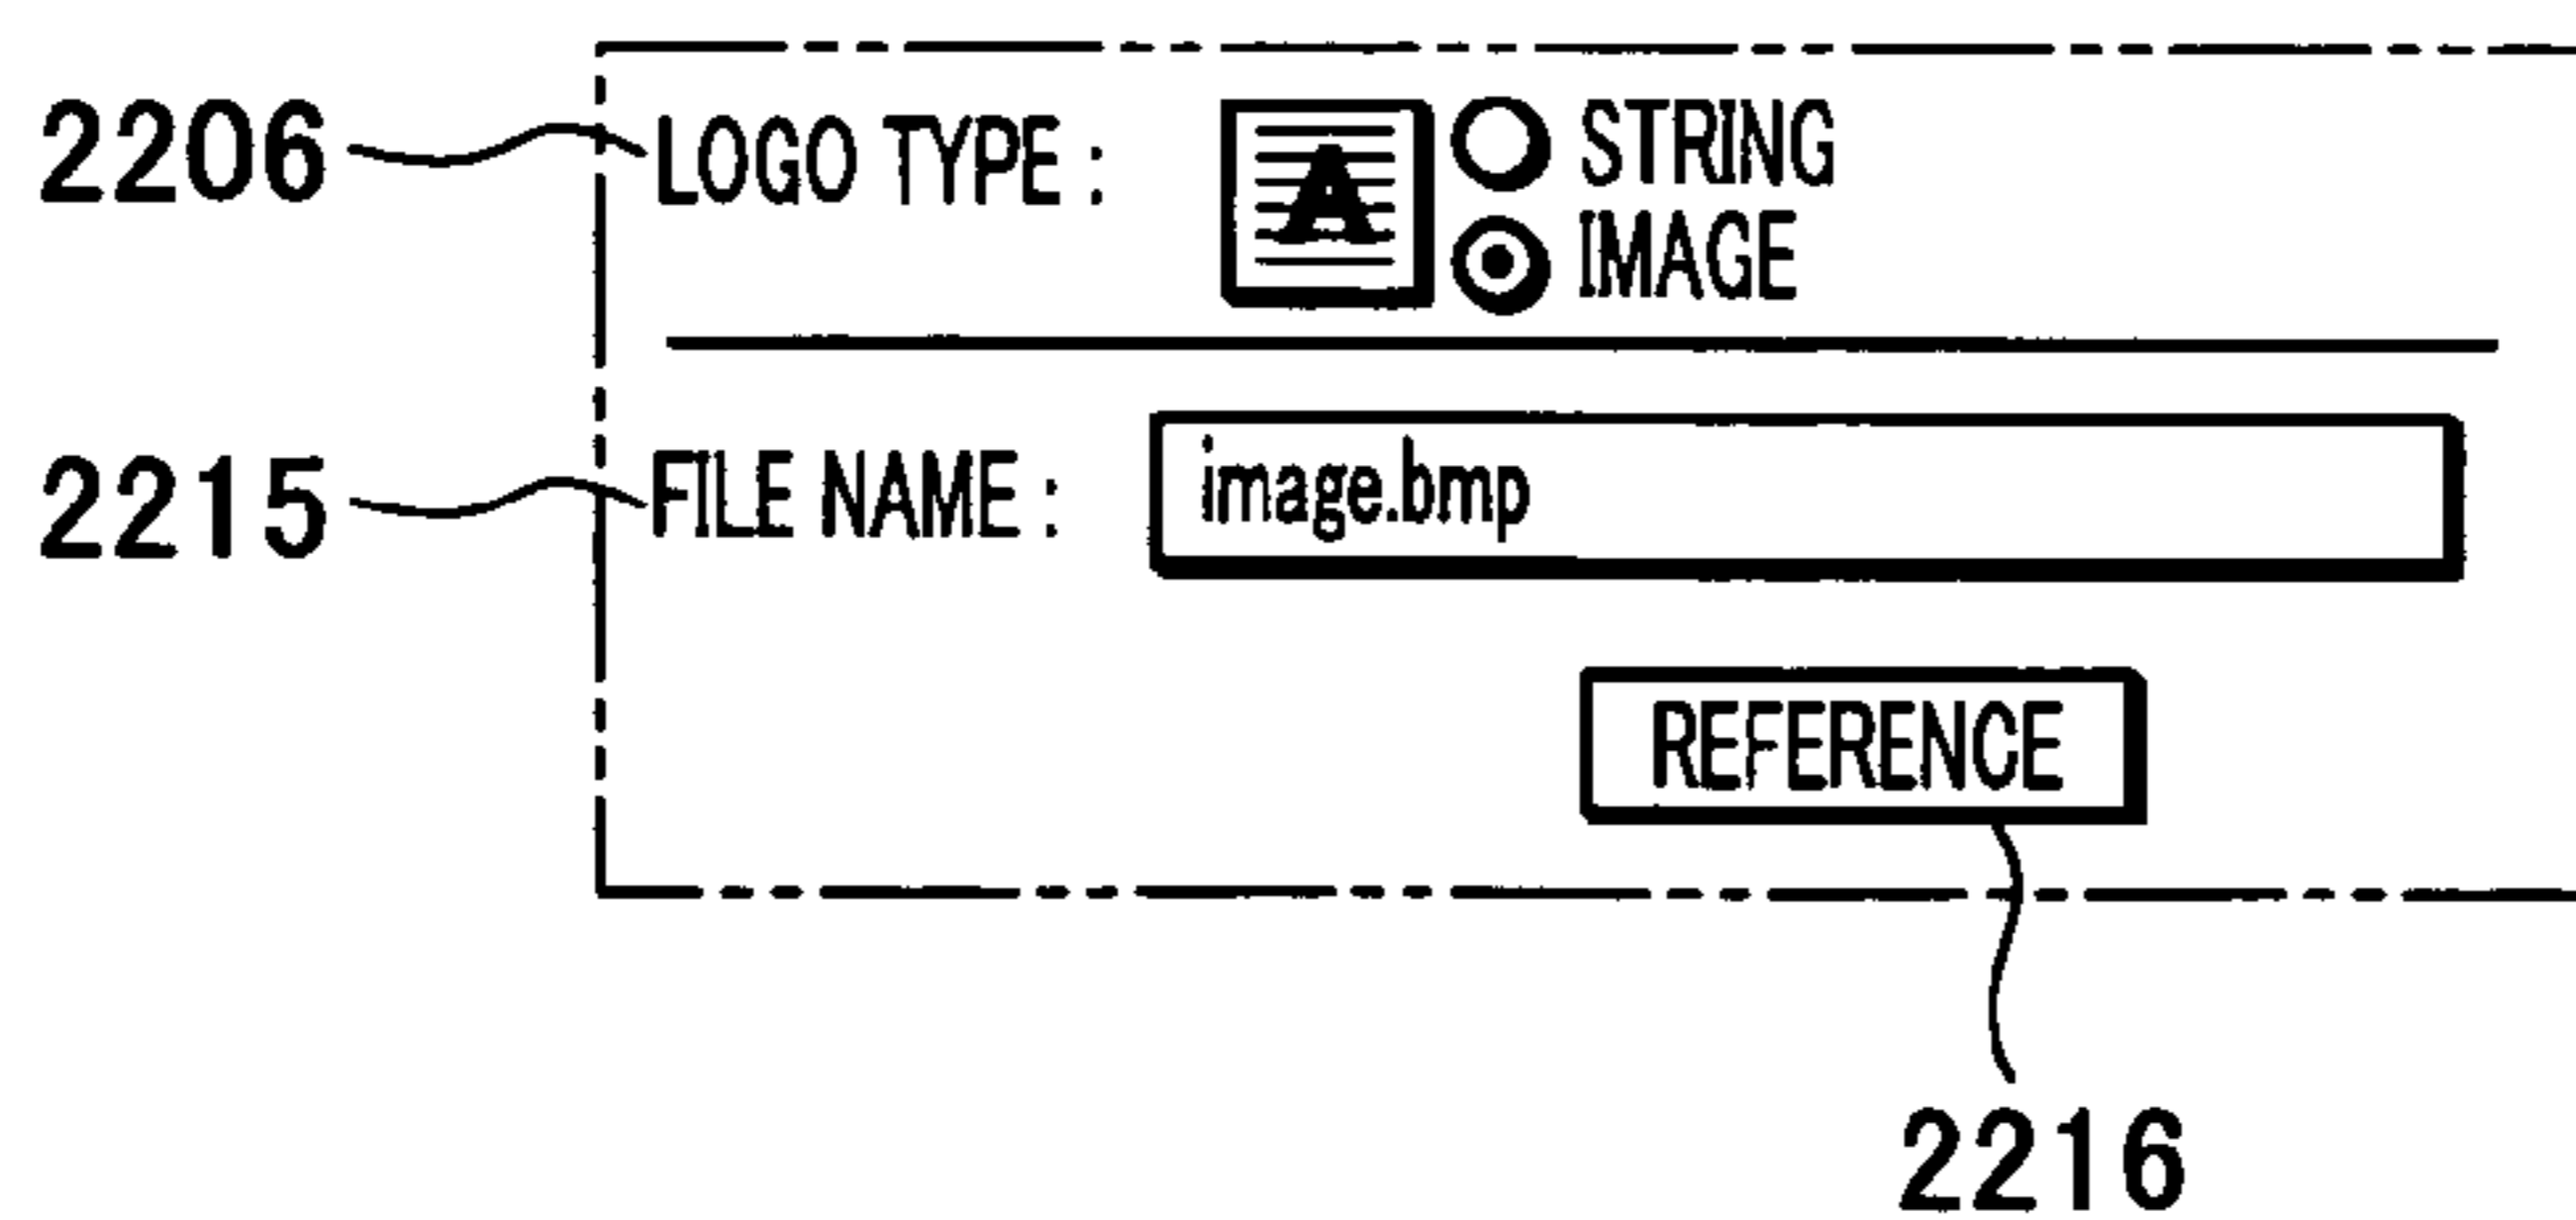 2206 LOGO TYPE : A STRING
IMAGE
2215 FILE NAME : image.bmp
REFERENCE
2216